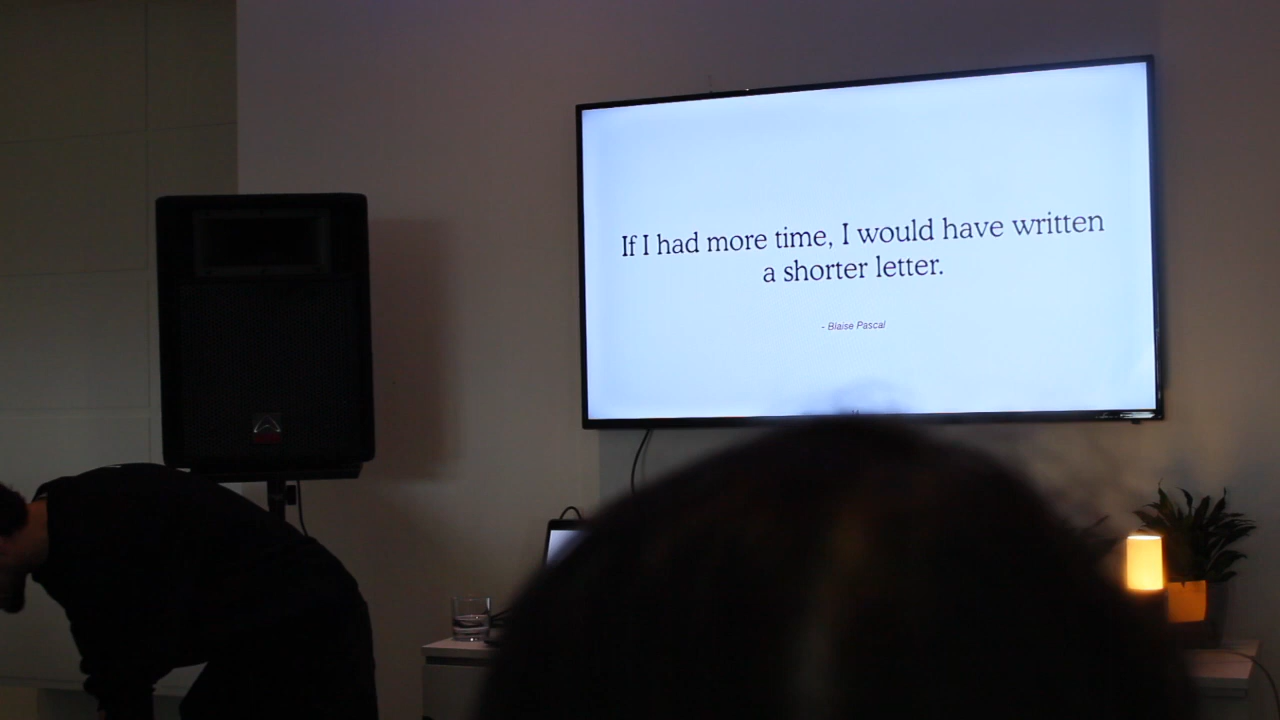 If I had more time, I would have written
a shorter letter.
- Blaise Pascal